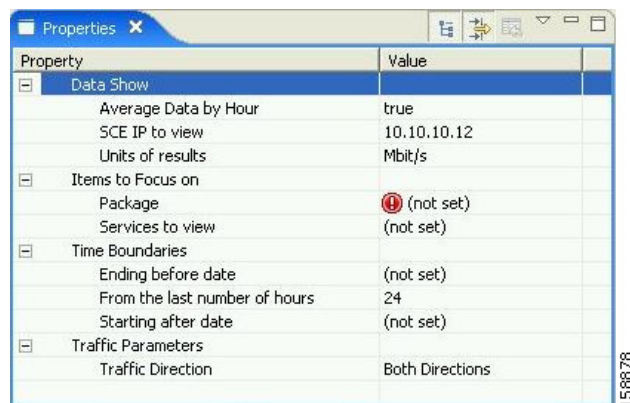 Properties
Property Value
Data Show
Average Data by Hour true
SCE IP to view 10.10.10.12
Units of results Mbit/s
Items to Focus on
Package (not set)
Services to view (not set)
Time Boundaries
Ending before date (not set)
From the last number of hours 24
Starting after date (not set)
Traffic Parameters
Traffic Direction Both Directions
58878